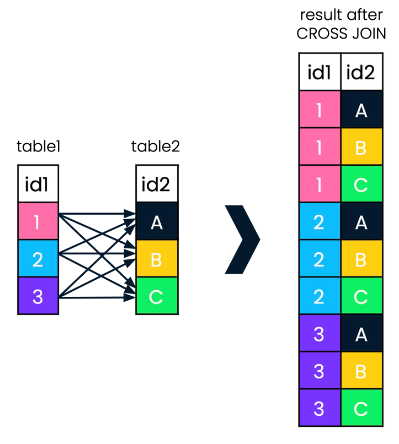 table1
id1
1
2
3
table2
id2
A
B
C
result after
CROSS JOIN
id1 id2
1 A
1 B
1 C
2 A
2 B
2 C
3 A
3 B
3 C